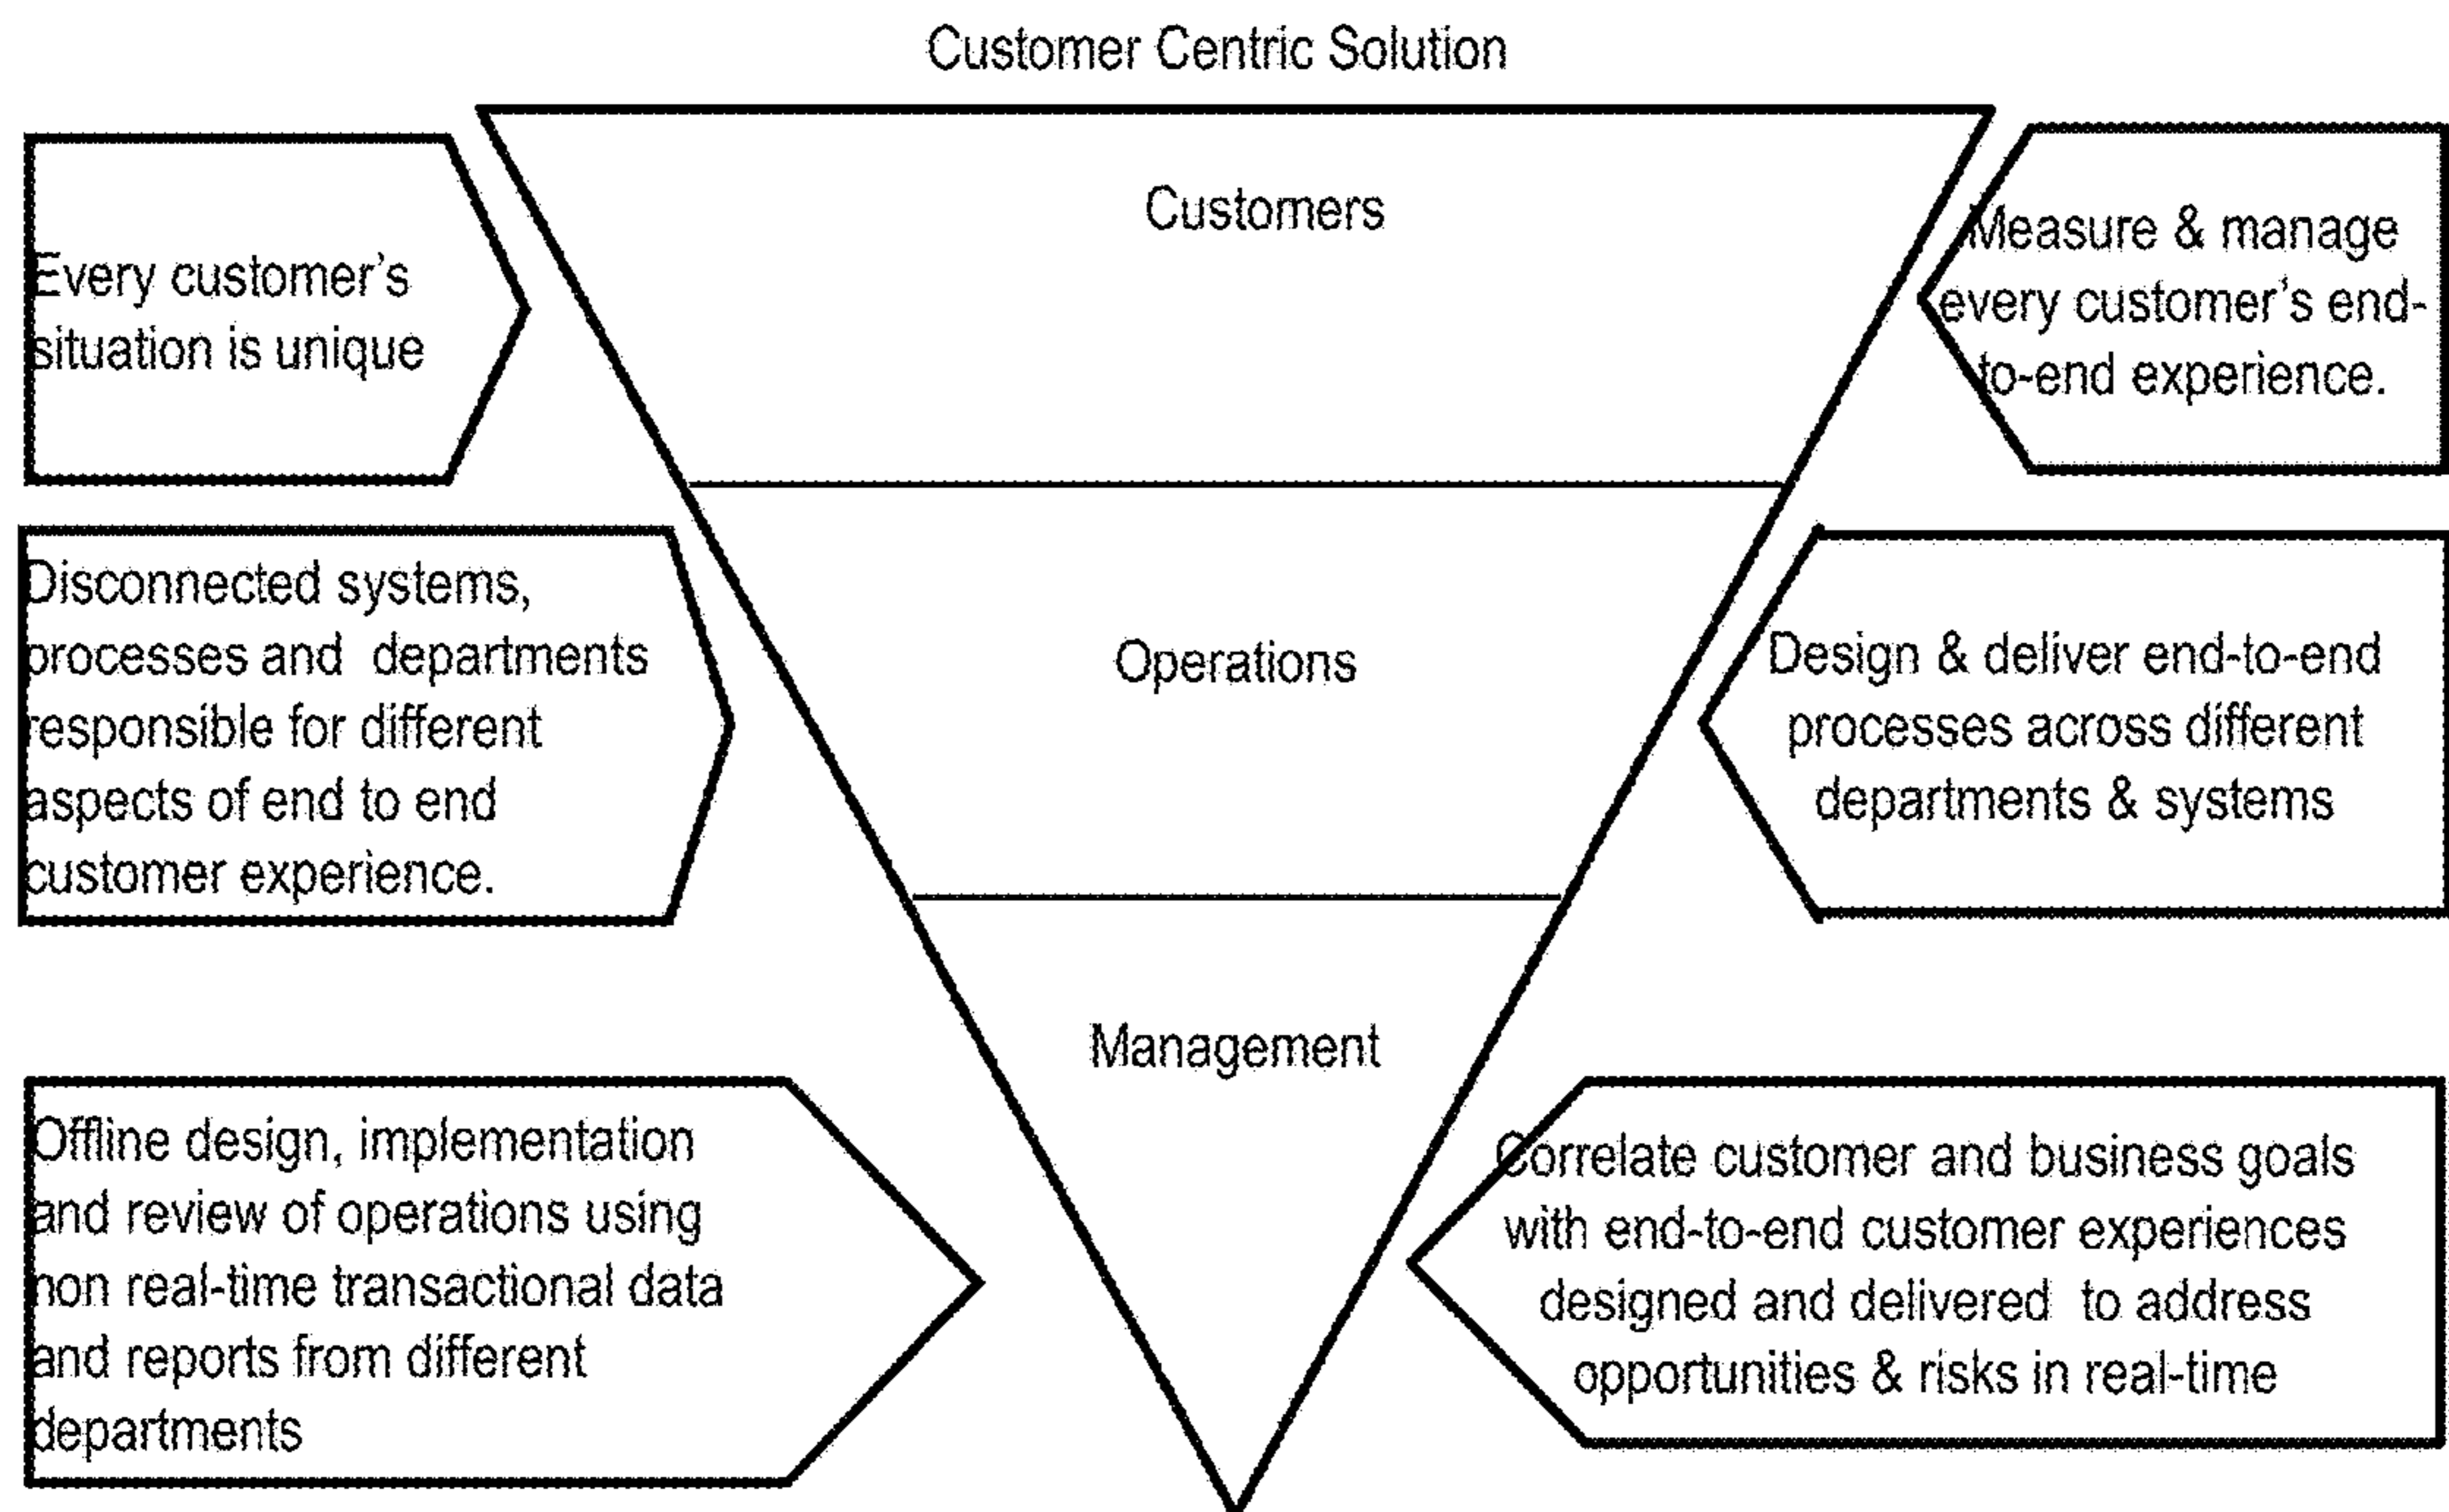 Customer Centric Solution
Every customer's
situation is unique
Customers
Measure & manage
every customer's end-
to-end experience.
Disconnected systems,
processes and  departments
responsible for different
aspects of end to end
customer experience.
Operations
Design & deliver end-to-end
processes across different
departments & systems
Management
Offline design, implementation
and review of operations using
non real-time transactional data
and reports from different
departments
Correlate customer and business goals
with end-to-end customer experiences
designed and delivered  to address
opportunities & risks in real-time